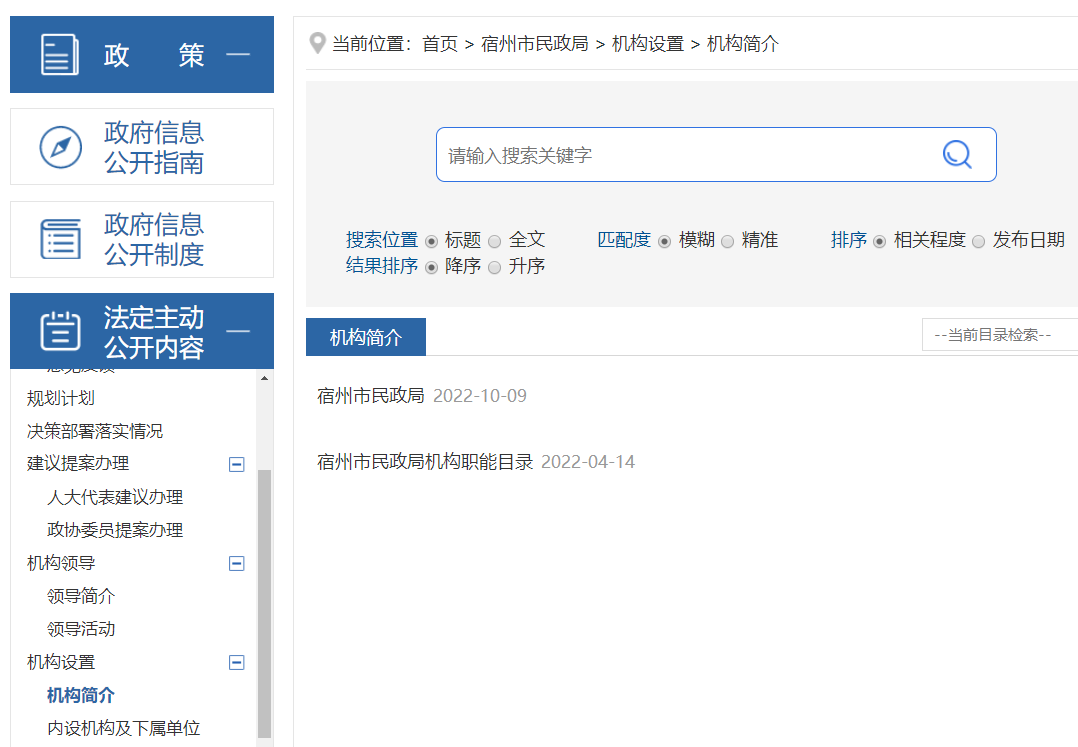 政 策
政府信息
公开指南
政府信息
公开制度
法定主动
公开内容
规划计划
决策部署落实情况
建议提案办理
人大代表建议办理
政协委员提案办理
机构领导
领导简介
领导活动
机构设置
机构简介
内设机构及下属单位
当前位置：首页 > 宿州市民政局 > 机构设置 > 机构简介
请输入搜索关键字
搜索位置 标题 全文 匹配度 模糊 精准 排序 相关程度 发布日期
结果排序 降序 升序
机构简介 --当前目录检索--
宿州市民政局 2022-10-09
宿州市民政局机构职能目录 2022-04-14